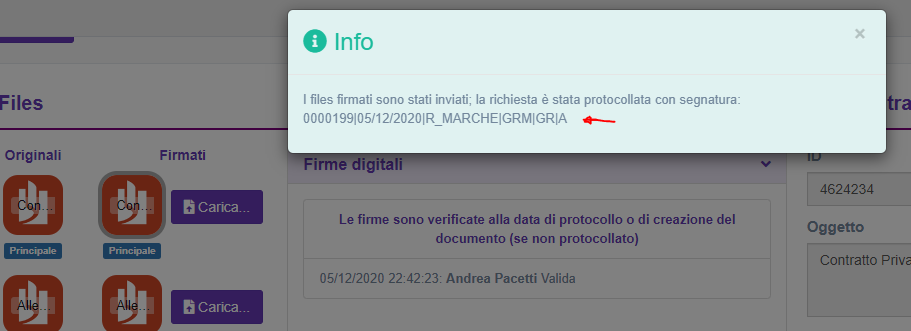 Info
×
I files firmati sono stati inviati; la richiesta è stata protocollata con segnatura:
0000199|05/12/2020|R_MARCHE|GRM|GR|A
Files
Originali
Firmati
Con...
Con...
Carica...
Principale
Principale
Alle...
Alle...
Carica...
Firme digitali
Le firme sono verificate alla data di protocollo o di creazione del
documento (se non protocollato)
05/12/2020 22:42:23: Andrea Pacetti Valida
tra
ID
4624234
Oggetto
Contratto Priva